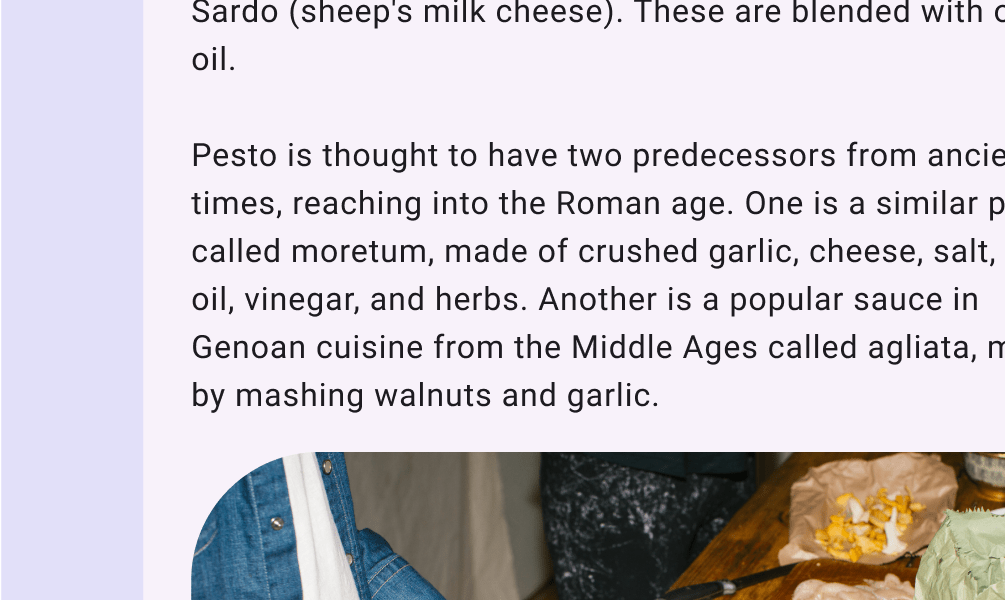 Sardo (sheep's milk cheese). These are blended with
oil.
Pesto is thought to have two predecessors from
times, reaching into the Roman age. One is a similar
called moretum, made of crushed garlic, cheese, salt,
oil, vinegar, and herbs. Another is a popular sauce in
Genoan cuisine from the Middle Ages called agliata,
by mashing walnuts and garlic.